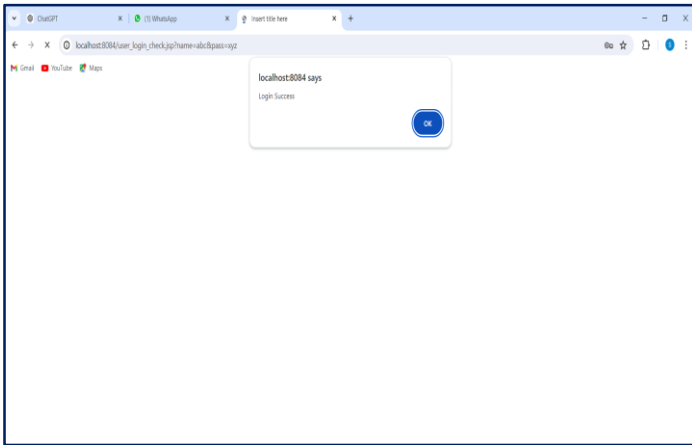 ChatGPT
(1) WhatsApp
Insert title here
localhost:8084/user_login_check.jsp?name=abc&pass=xyz
Gmail
YouTube
Maps
localhost:8084 says
Login Success
OK